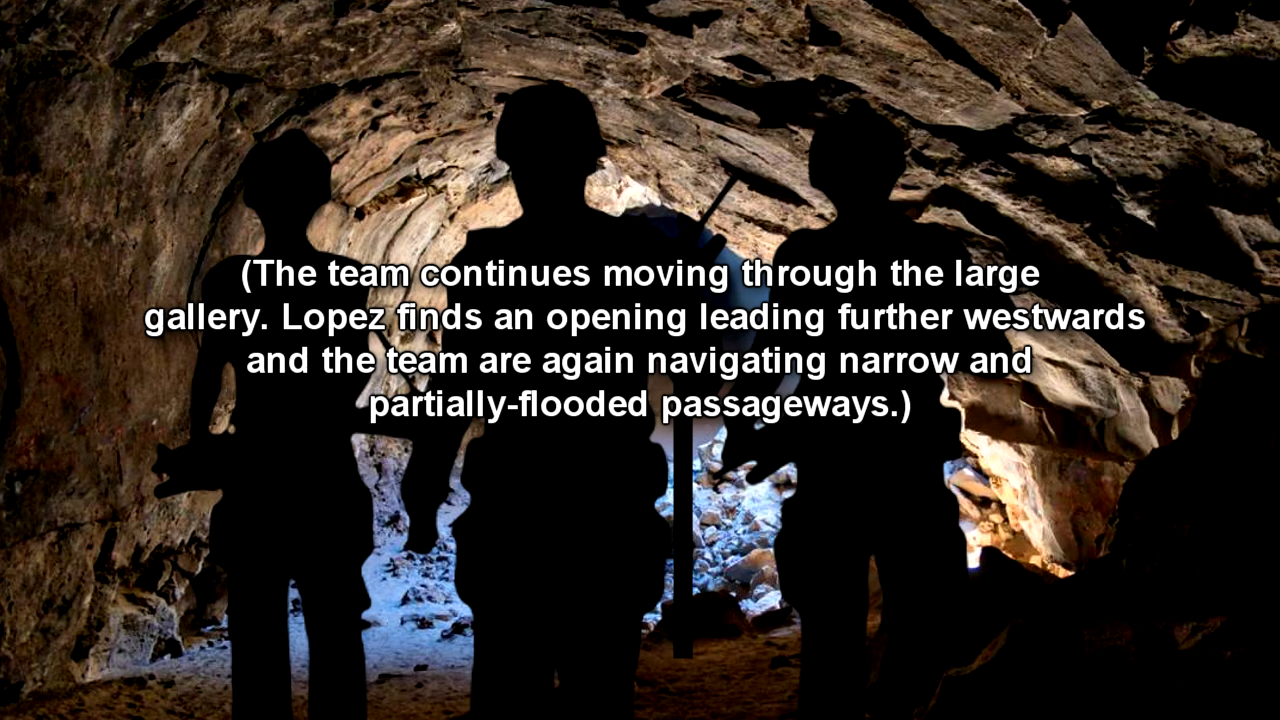 (The team continues moving through the large
gallery. Lopez finds an opening leading further westwards
and the team are again navigating narrow and
partially-flooded passageways.)